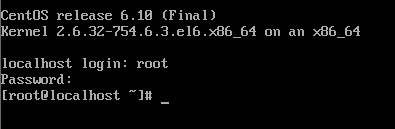 CentOS release 6.10 (Final)
Kernel 2.6.32-754.6.3.el6.x86_64 on an x86_64
localhost login: root
Password:
[root@localhost ~]# _